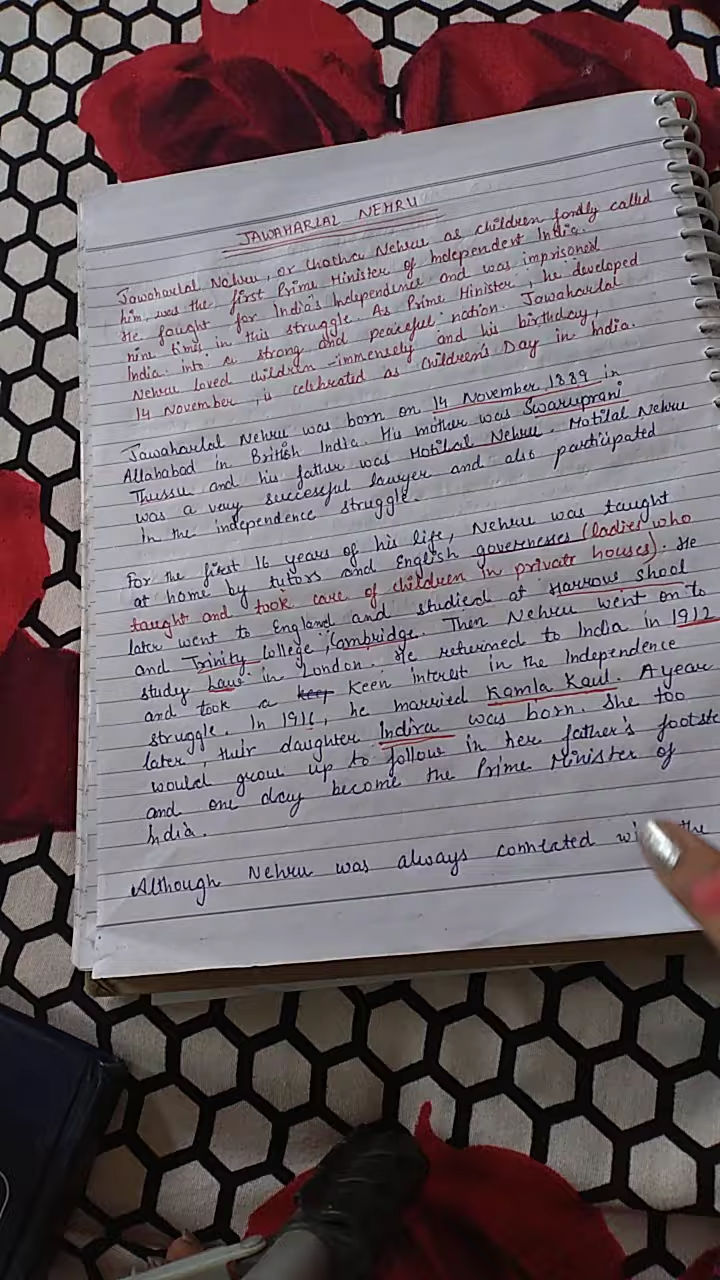 JAWAHARLAL NEHRU
Jawaharlal Nehru, or Chacha Nehru as children fondly called
him, was the first Prime Minister of Independent India.
He fought for India's Independence and was imprisoned
nine times in this struggle. As Prime Minister, he developed
India into a strong and peaceful nation. Jawaharlal
Nehru loved children immensely and his birthday,
14 November, is celebrated as Children's Day in India.
Jawaharlal Nehru was born on 14 November 1889 in
Allahabad in British India. His mother was Swaruprani
Thussu and his father was Motilal Nehru. Motilal Nehru
was a very successful lawyer and also participated
in the independence struggle.
For the first 16 years of his life, Nehru was taught
at home by tutors and English governesses (ladies who
taught and took care of children in private houses). He
later went to England and studied at Harrow shool
and Trinity College, Cambridge. Then Nehru went on to
study Law in London. He returned to India in 1912
and took a keep keen interest in the Independence
struggle. In 1916, he married Kamla Kaul. A year
later, their daughter Indira was born. She too
would grow up to follow in her father's footste
and one day become the Prime Minister of
India.
Although Nehru was always connected the